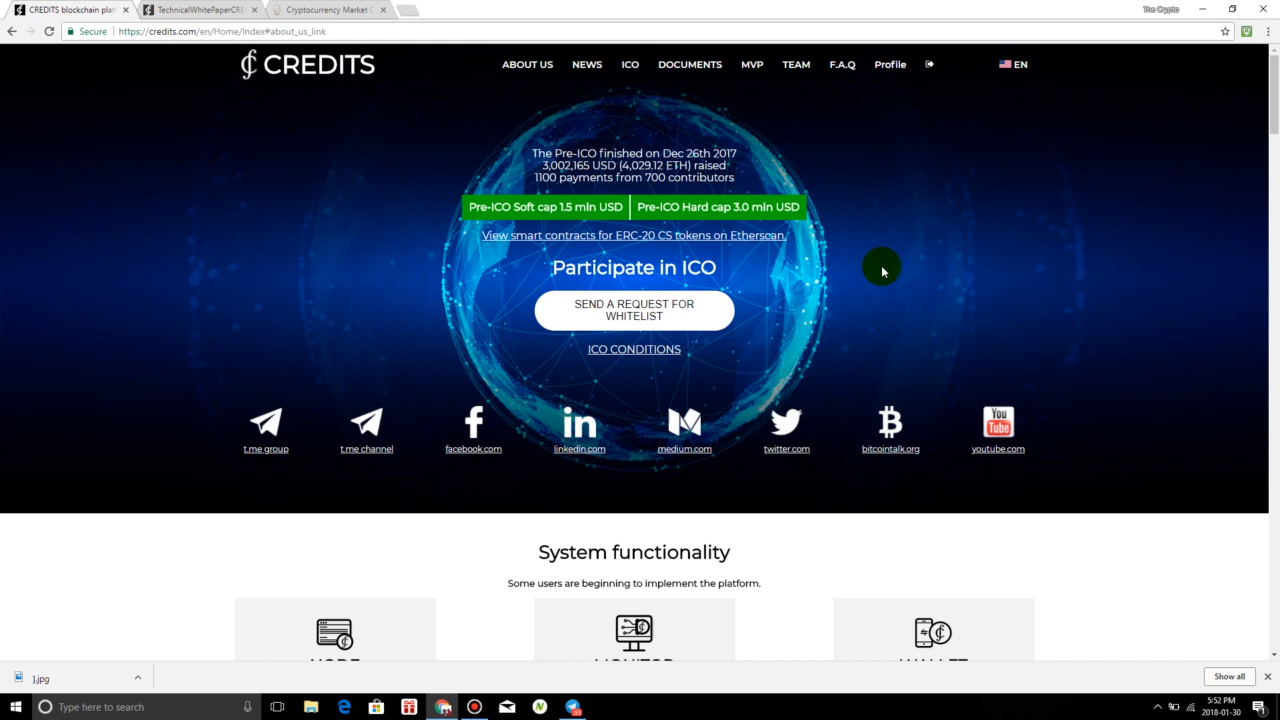 CREDITS blockchain plat
TechnicalWhitePaperCRE
Cryptocurrency Market C
The Crypto
Secure
https://credits.com/en/Home/Index#about_us_link
CREDITS
ABOUT US
NEWS
ICO
DOCUMENTS
MVP
TEAM
F.A.Q
Profile
EN
The Pre-ICO finished on Dec 26th 2017
3,002,165 USD (4,029.12 ETH) raised
1100 payments from 700 contributors
Pre-ICO Soft cap 1.5 mln USD
Pre-ICO Hard cap 3.0 mln USD
View smart contracts for ERC-20 CS tokens on Etherscan.
Participate in ICO
SEND A REQUEST FOR
WHITELIST
ICO CONDITIONS
You
Tube
t.me group
t.me channel
facebook.com
linkedin.com
medium.com
twitter.com
bitcointalk.org
youtube.com
System functionality
Some users are beginning to implement the platform.
NODE
MONITOR
WALLET
].jpg
Show all
Type here to search
5:52 PM
2018-01-30